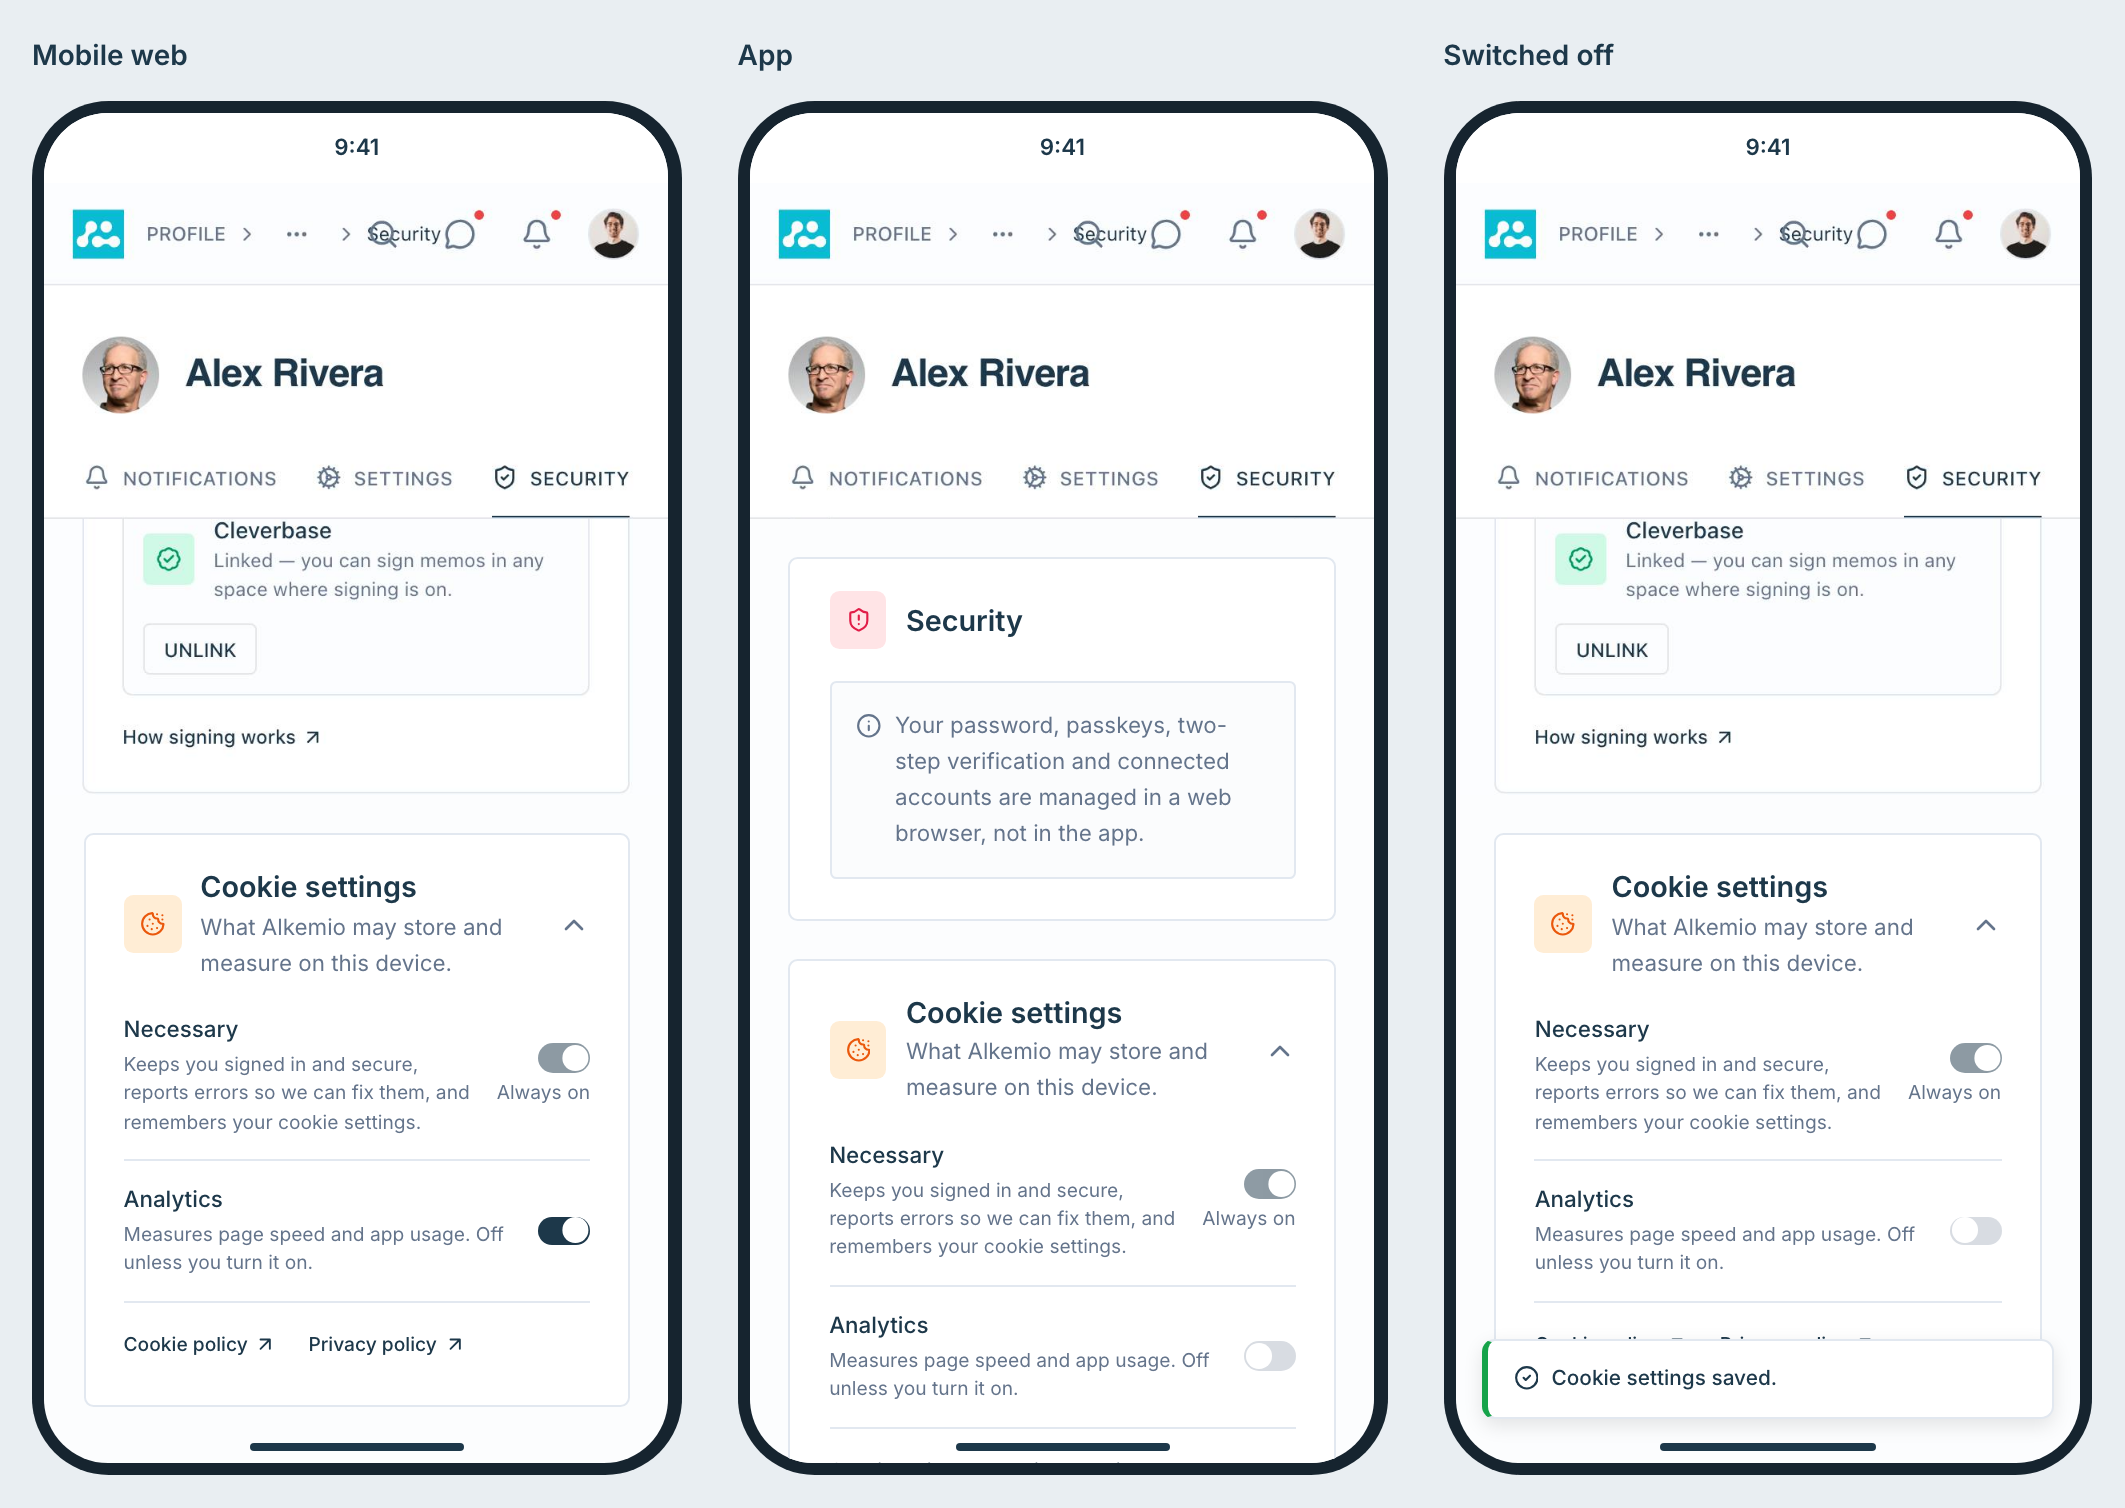 Mobile web
9:41
PROFILE > ... > Security
Alex Rivera
NOTIFICATIONS SETTINGS SECURITY
Cleverbase
Linked — you can sign memos in any
space where signing is on.
UNLINK
How signing works
Cookie settings
What Alkemio may store and
measure on this device.
Necessary
Keeps you signed in and secure,
reports errors so we can fix them, and
remembers your cookie settings.
Always on
Analytics
Measures page speed and app usage. Off
unless you turn it on.
Cookie policy Privacy policy
App
9:41
PROFILE > ... > Security
Alex Rivera
NOTIFICATIONS SETTINGS SECURITY
Security
Your password, passkeys, two-
step verification and connected
accounts are managed in a web
browser, not in the app.
Cookie settings
What Alkemio may store and
measure on this device.
Necessary
Keeps you signed in and secure,
reports errors so we can fix them, and
remembers your cookie settings.
Always on
Analytics
Measures page speed and app usage. Off
unless you turn it on.
Switched off
9:41
PROFILE > ... > Security
Alex Rivera
NOTIFICATIONS SETTINGS SECURITY
Cleverbase
Linked — you can sign memos in any
space where signing is on.
UNLINK
How signing works
Cookie settings
What Alkemio may store and
measure on this device.
Necessary
Keeps you signed in and secure,
reports errors so we can fix them, and
remembers your cookie settings.
Always on
Analytics
Measures page speed and app usage. Off
unless you turn it on.
Cookie settings saved.